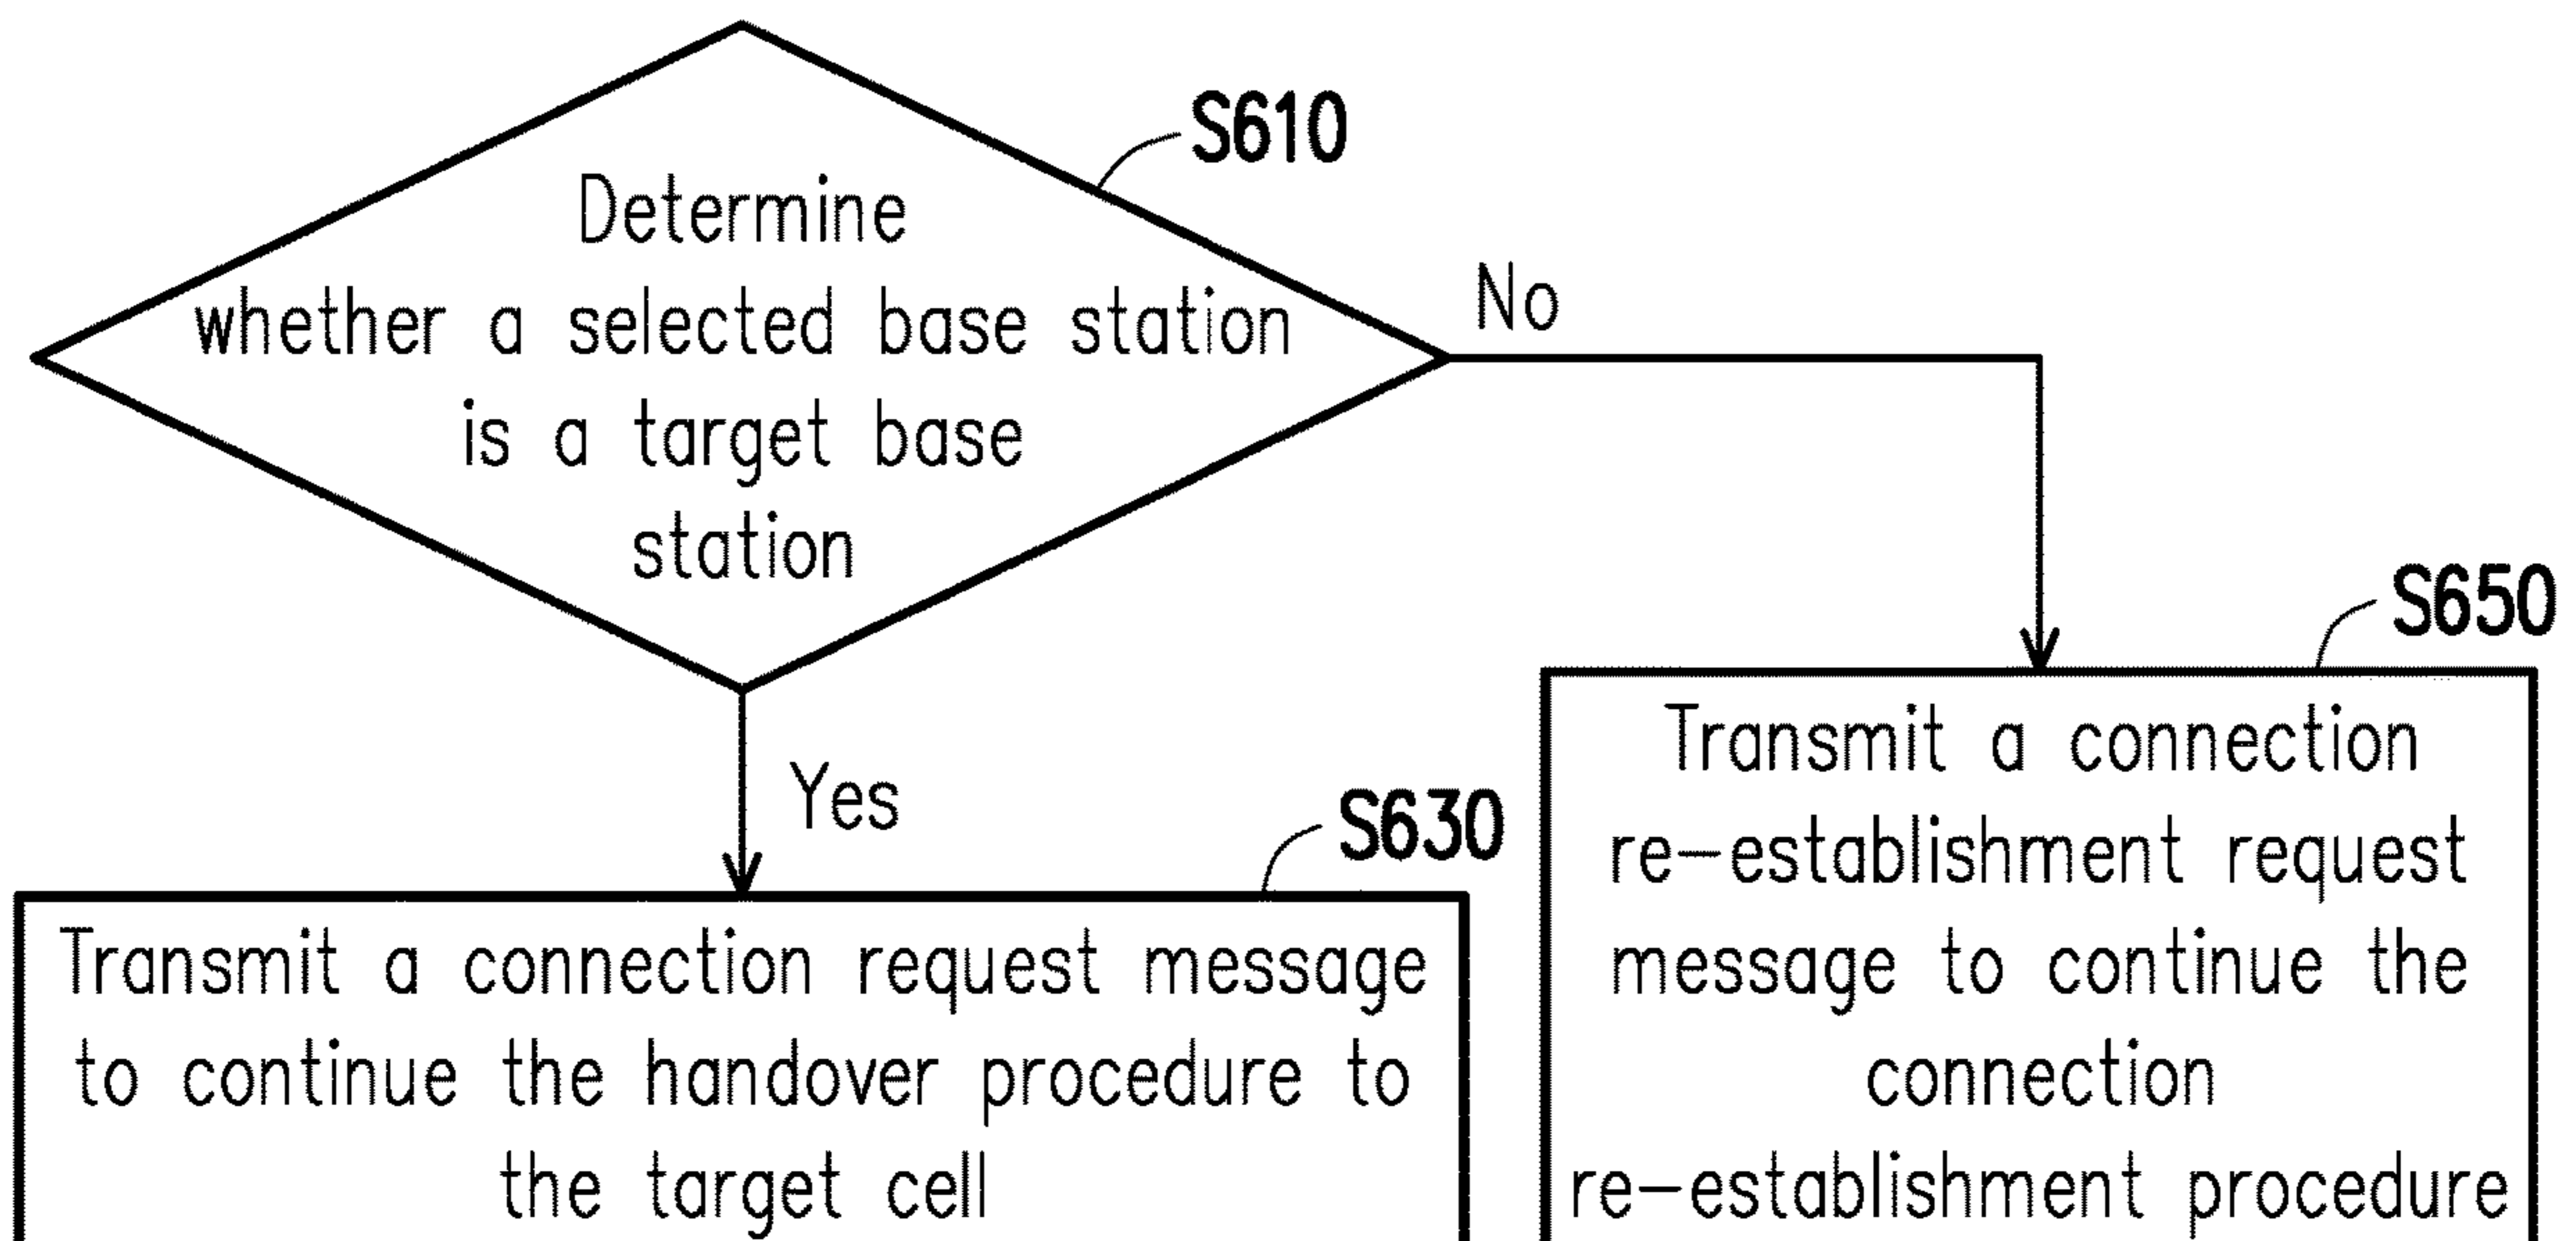 S610
Determine
whether a selected base station
is a target base
station
No
Yes
S650
Transmit a connection
re-establishment request
message to continue the
connection
re-establishment procedure
S630
Transmit a connection request message
to continue the handover procedure to
the target cell